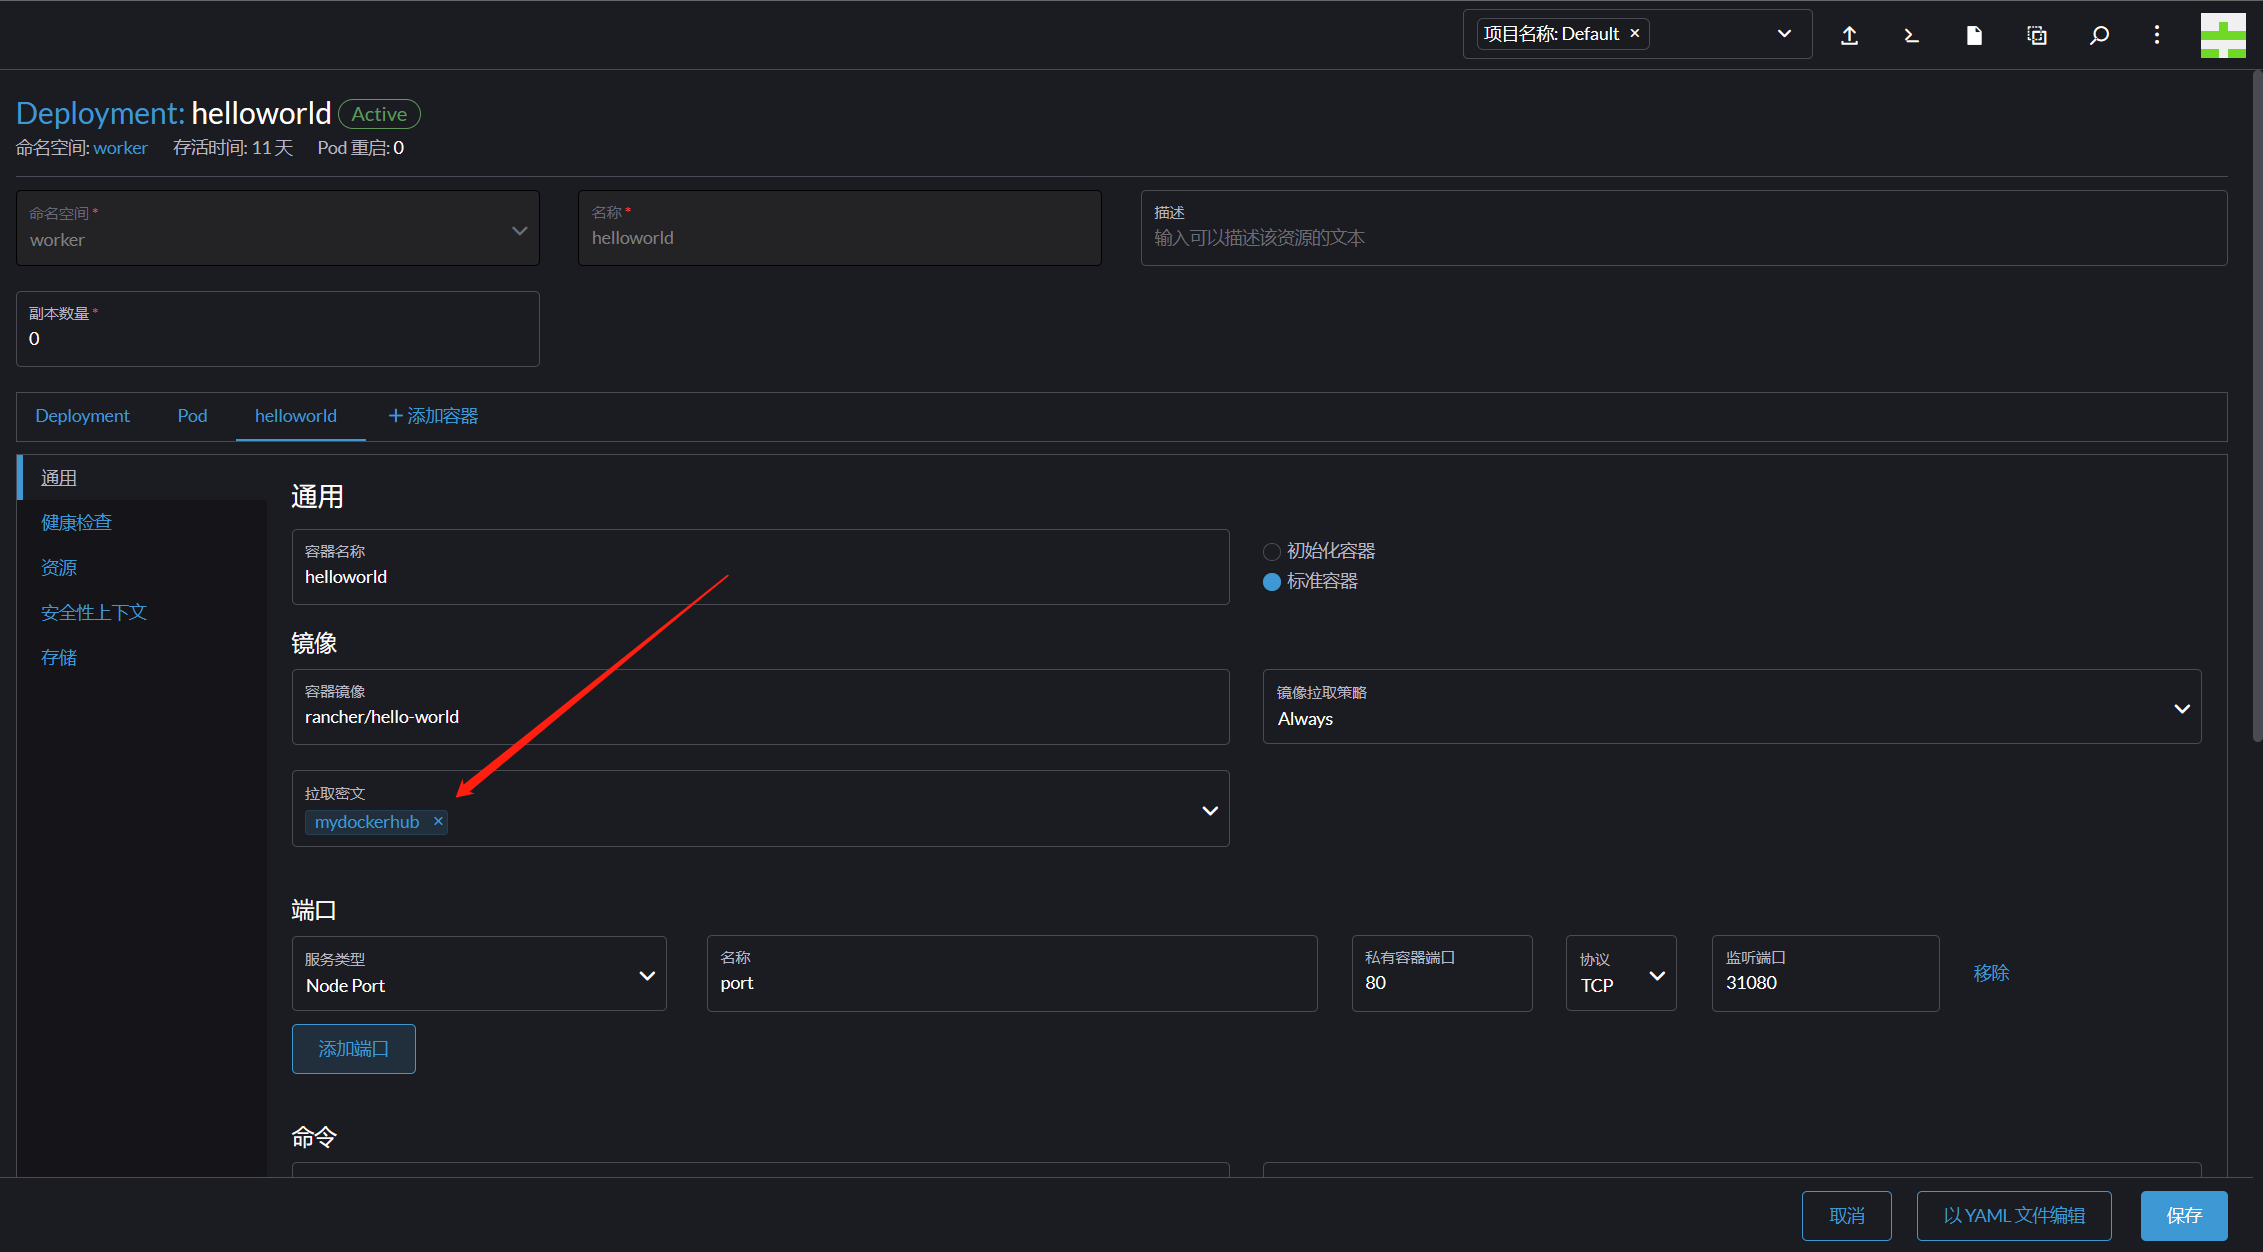 项目名称: Default ×
Deployment: helloworld Active
命名空间: worker 存活时间: 11 天 Pod 重启: 0
命名空间 *
worker
名称 *
helloworld
描述
输入可以描述该资源的文本
副本数量 *
0
Deployment Pod helloworld + 添加容器
通用
健康检查
资源
安全性上下文
存储
通用
容器名称
helloworld
初始化容器
标准容器
镜像
容器镜像
rancher/hello-world
镜像拉取策略
Always
拉取密文
mydockerhub ×
端口
服务类型
Node Port
名称
port
私有容器端口
80
协议
TCP
监听端口
31080
移除
添加端口
命令
取消
以 YAML 文件编辑
保存